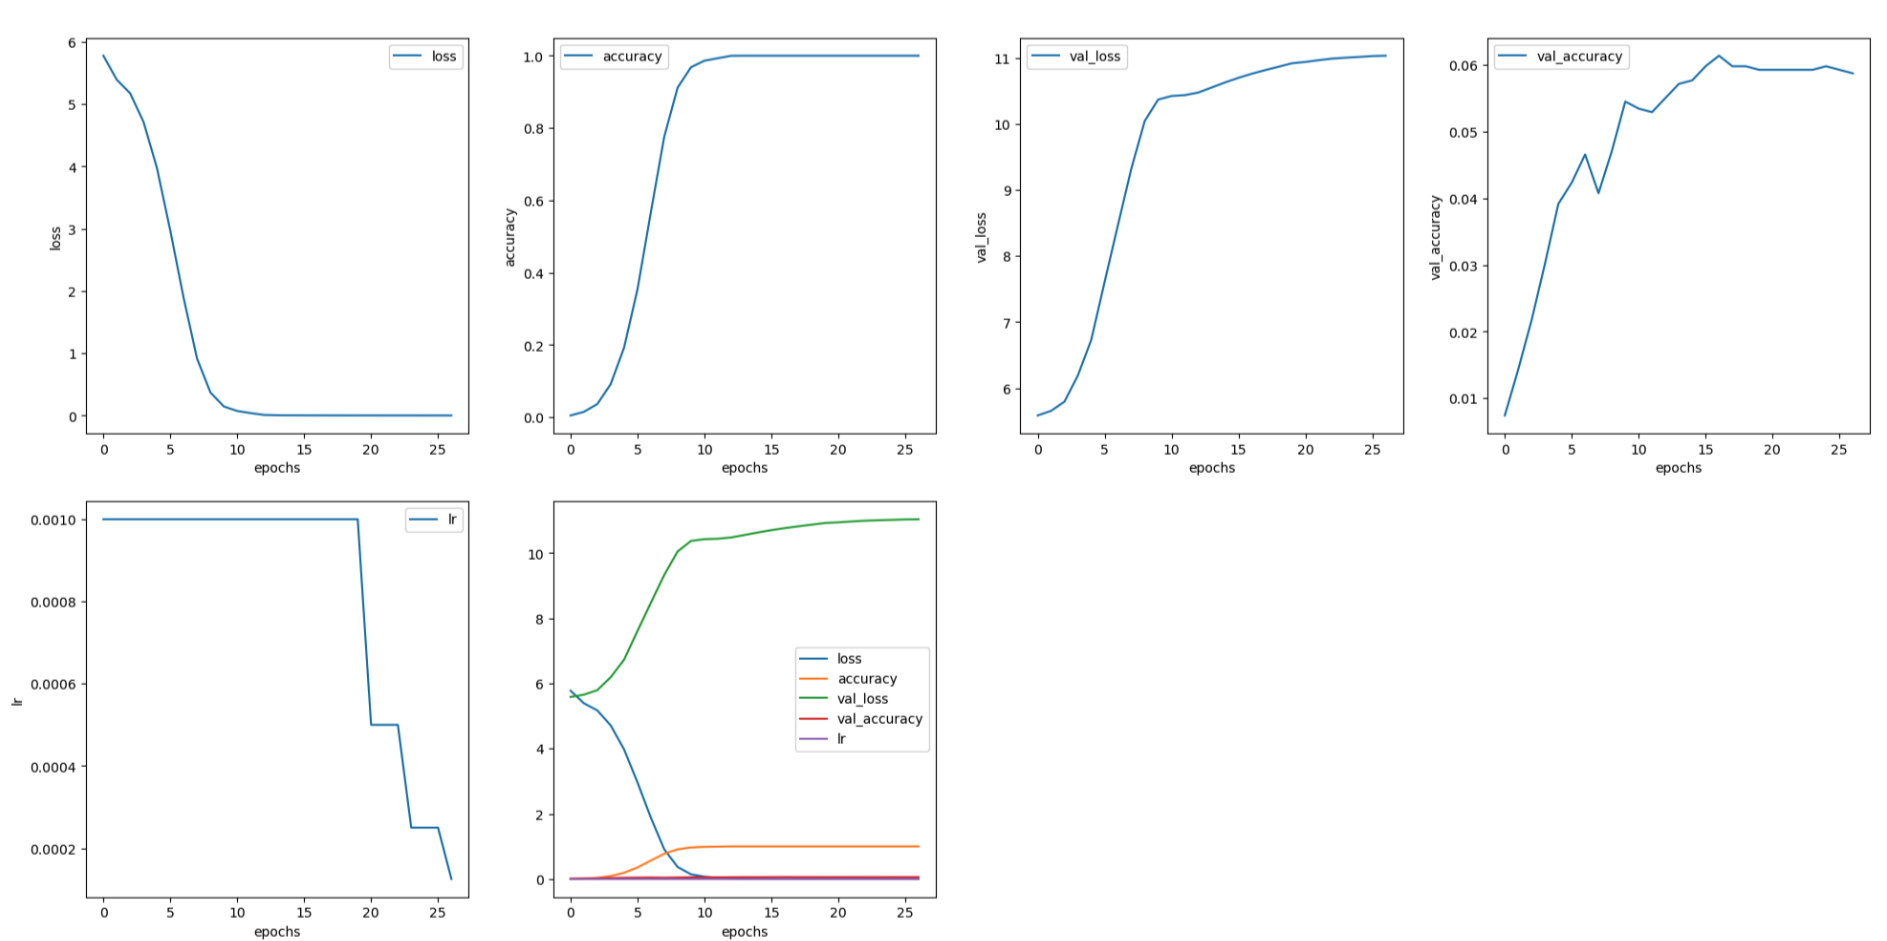 loss
6
5
4
3
2
1
0
loss
0 5 10 15 20 25
epochs
accuracy
1.0
0.8
0.6
0.4
0.2
0.0
accuracy
0 5 10 15 20 25
epochs
val_loss
11
10
9
8
7
6
val_loss
0 5 10 15 20 25
epochs
val_accuracy
0.06
0.05
0.04
0.03
0.02
0.01
val_accuracy
0 5 10 15 20 25
epochs
lr
0.0010
0.0008
0.0006
0.0004
0.0002
lr
0 5 10 15 20 25
epochs
10
8
6
4
2
0
loss
accuracy
val_loss
val_accuracy
lr
0 5 10 15 20 25
epochs